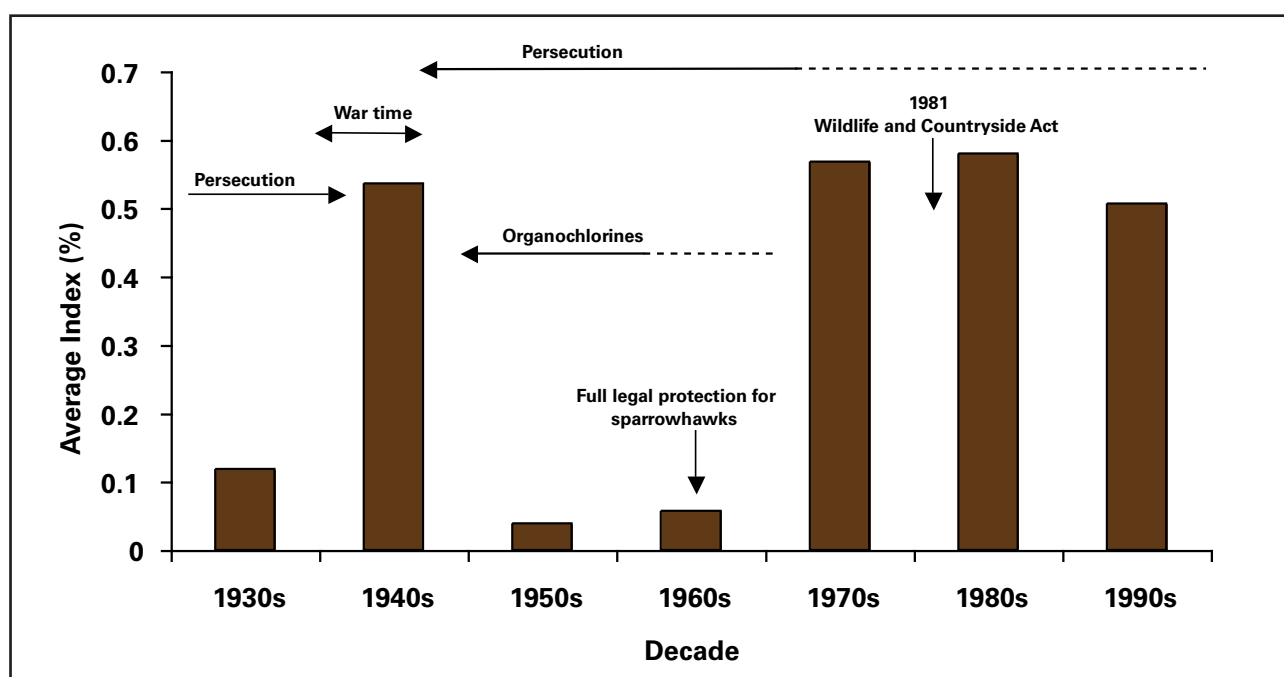 Persecution
0.7
1981
War time
Wildlife and Countryside Act
0.6
Persecution
0.5
Organochlorines
0.4
0.3
Full legal protection for
sparrowhawks
0.2
0.1
0
Average Index (%)
1930s 1940s 1950s 1960s 1970s 1980s 1990s
Decade